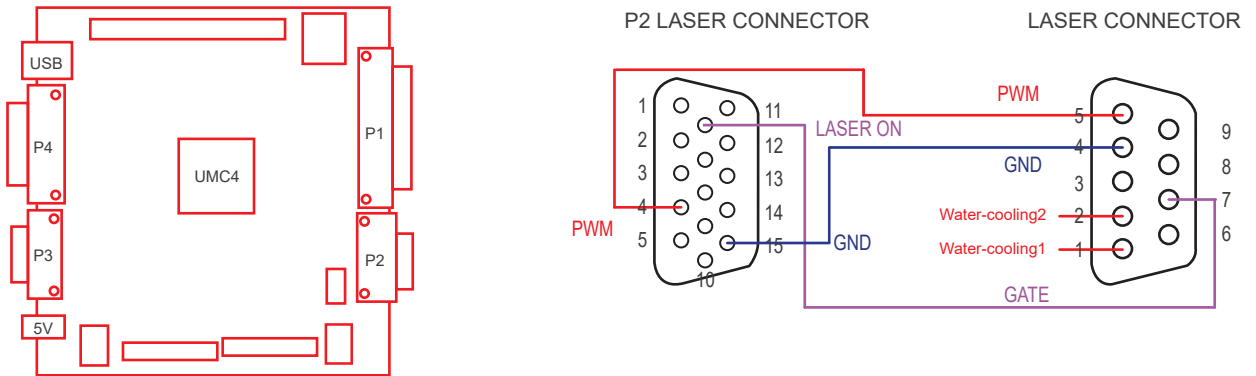 P2 LASER CONNECTOR
LASER CONNECTOR
USB
P4
P3
5V
UMC4
P1
P2
PWM
1
2
3
4
5
11
12
13
14
15
10
LASER ON
GND
PWM
GND
Water-cooling2
Water-cooling1
GATE
5
4
3
2
1
9
8
7
6